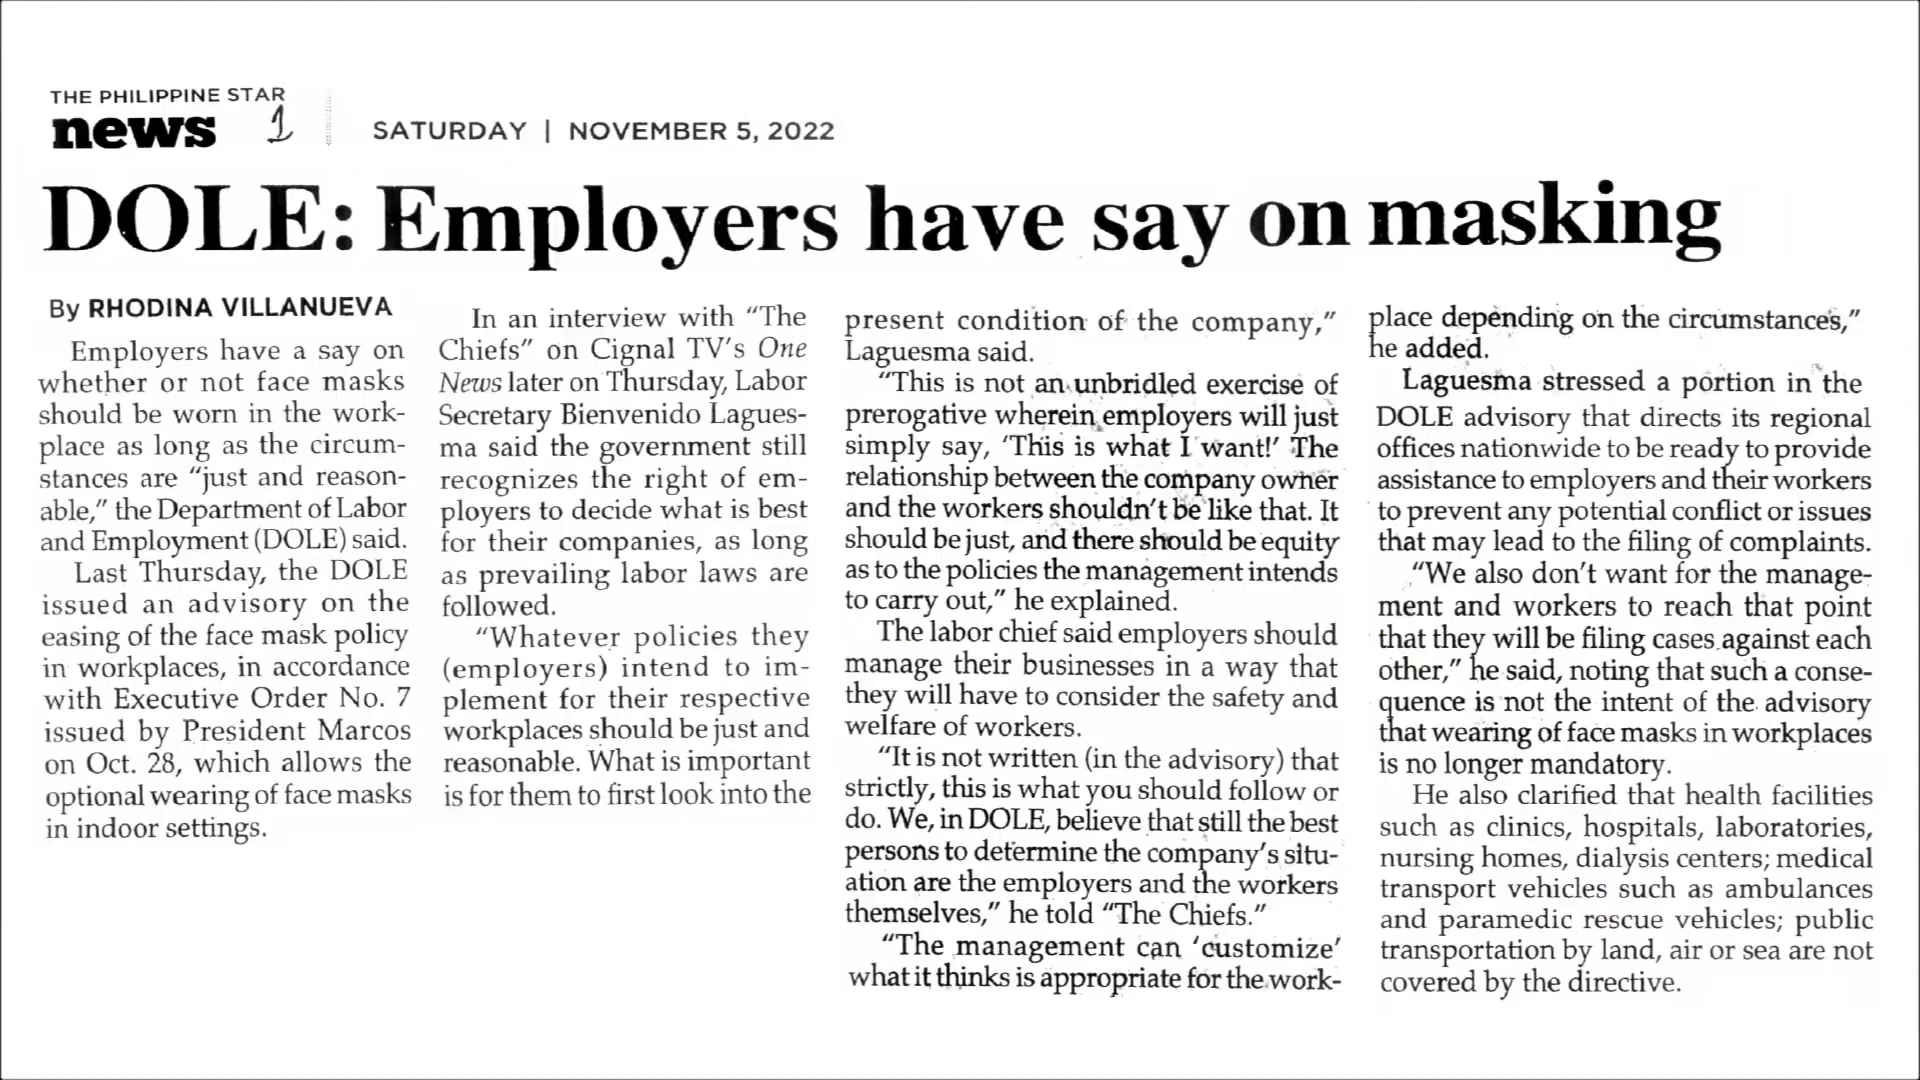 THE PHILIPPINE STAR
news 1
SATURDAY | NOVEMBER 5, 2022
DOLE: Employers have say on masking
By RHODINA VILLANUEVA
Employers have a say on
whether or not face masks
should be worn in the work-
place as long as the circum-
stances are “just and reason-
able,” the Department of Labor
and Employment (DOLE) said.
Last Thursday, the DOLE
issued an advisory on the
easing of the face mask policy
in workplaces, in accordance
with Executive Order No. 7
issued by President Marcos
on Oct. 28, which allows the
optional wearing of face masks
in indoor settings.
In an interview with “The
Chiefs” on Cignal TV’s One
News later on Thursday, Labor
Secretary Bienvenido Lagues-
ma said the government still
recognizes the right of em-
ployers to decide what is best
for their companies, as long
as prevailing labor laws are
followed.
“Whatever policies they
(employers) intend to im-
plement for their respective
workplaces should be just and
reasonable. What is important
is for them to first look into the
present condition of the company,”
Laguesma said.
“This is not an unbridled exercise of
prerogative wherein employers will just
simply say, ‘This is what I want!’ The
relationship between the company owner
and the workers shouldn’t be like that. It
should be just, and there should be equity
as to the policies the management intends
to carry out,” he explained.
The labor chief said employers should
manage their businesses in a way that
they will have to consider the safety and
welfare of workers.
“It is not written (in the advisory) that
strictly, this is what you should follow or
do. We, in DOLE, believe that still the best
persons to determine the company’s situ-
ation are the employers and the workers
themselves,” he told “The Chiefs.”
“The management can ‘customize’
what it thinks is appropriate for the work-
place depending on the circumstances,”
he added.
Laguesma stressed a portion in the
DOLE advisory that directs its regional
offices nationwide to be ready to provide
assistance to employers and their workers
to prevent any potential conflict or issues
that may lead to the filing of complaints.
“We also don’t want for the manage-
ment and workers to reach that point
that they will be filing cases against each
other,” he said, noting that such a conse-
quence is not the intent of the advisory
that wearing of face masks in workplaces
is no longer mandatory.
He also clarified that health facilities
such as clinics, hospitals, laboratories,
nursing homes, dialysis centers; medical
transport vehicles such as ambulances
and paramedic rescue vehicles; public
transportation by land, air or sea are not
covered by the directive.